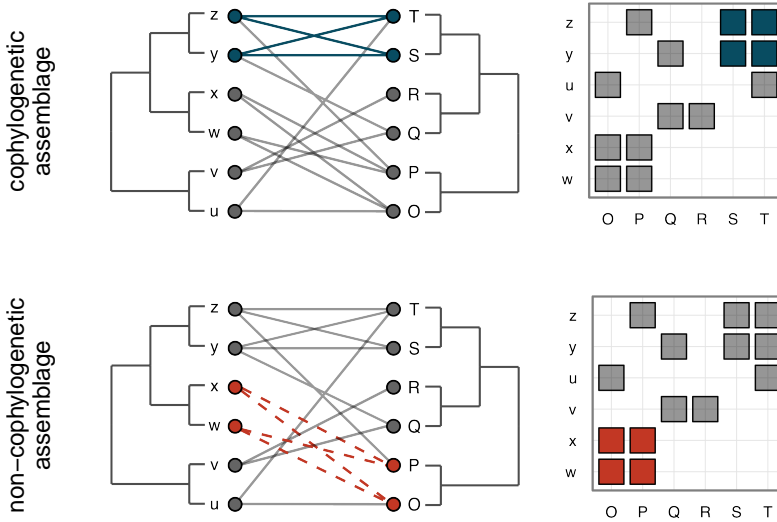 cophylogenetic
assemblage
z T
y S
x R
w Q
v P
u O
z
y
u
v
x
w
O P Q R S T
non−cophylogenetic
assemblage
z T
y S
x R
w Q
v P
u O
z
y
u
v
x
w
O P Q R S T